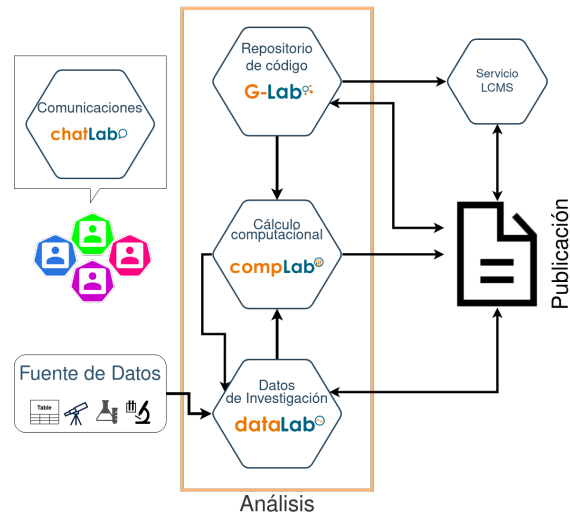 Repositorio
de código
G-Lab
Servicio
LCMS
Comunicaciones
chatLab
Cálculo
computacional
compLab
Publicación
Fuente de Datos
Table
Datos
de Investigación
dataLab
Análisis